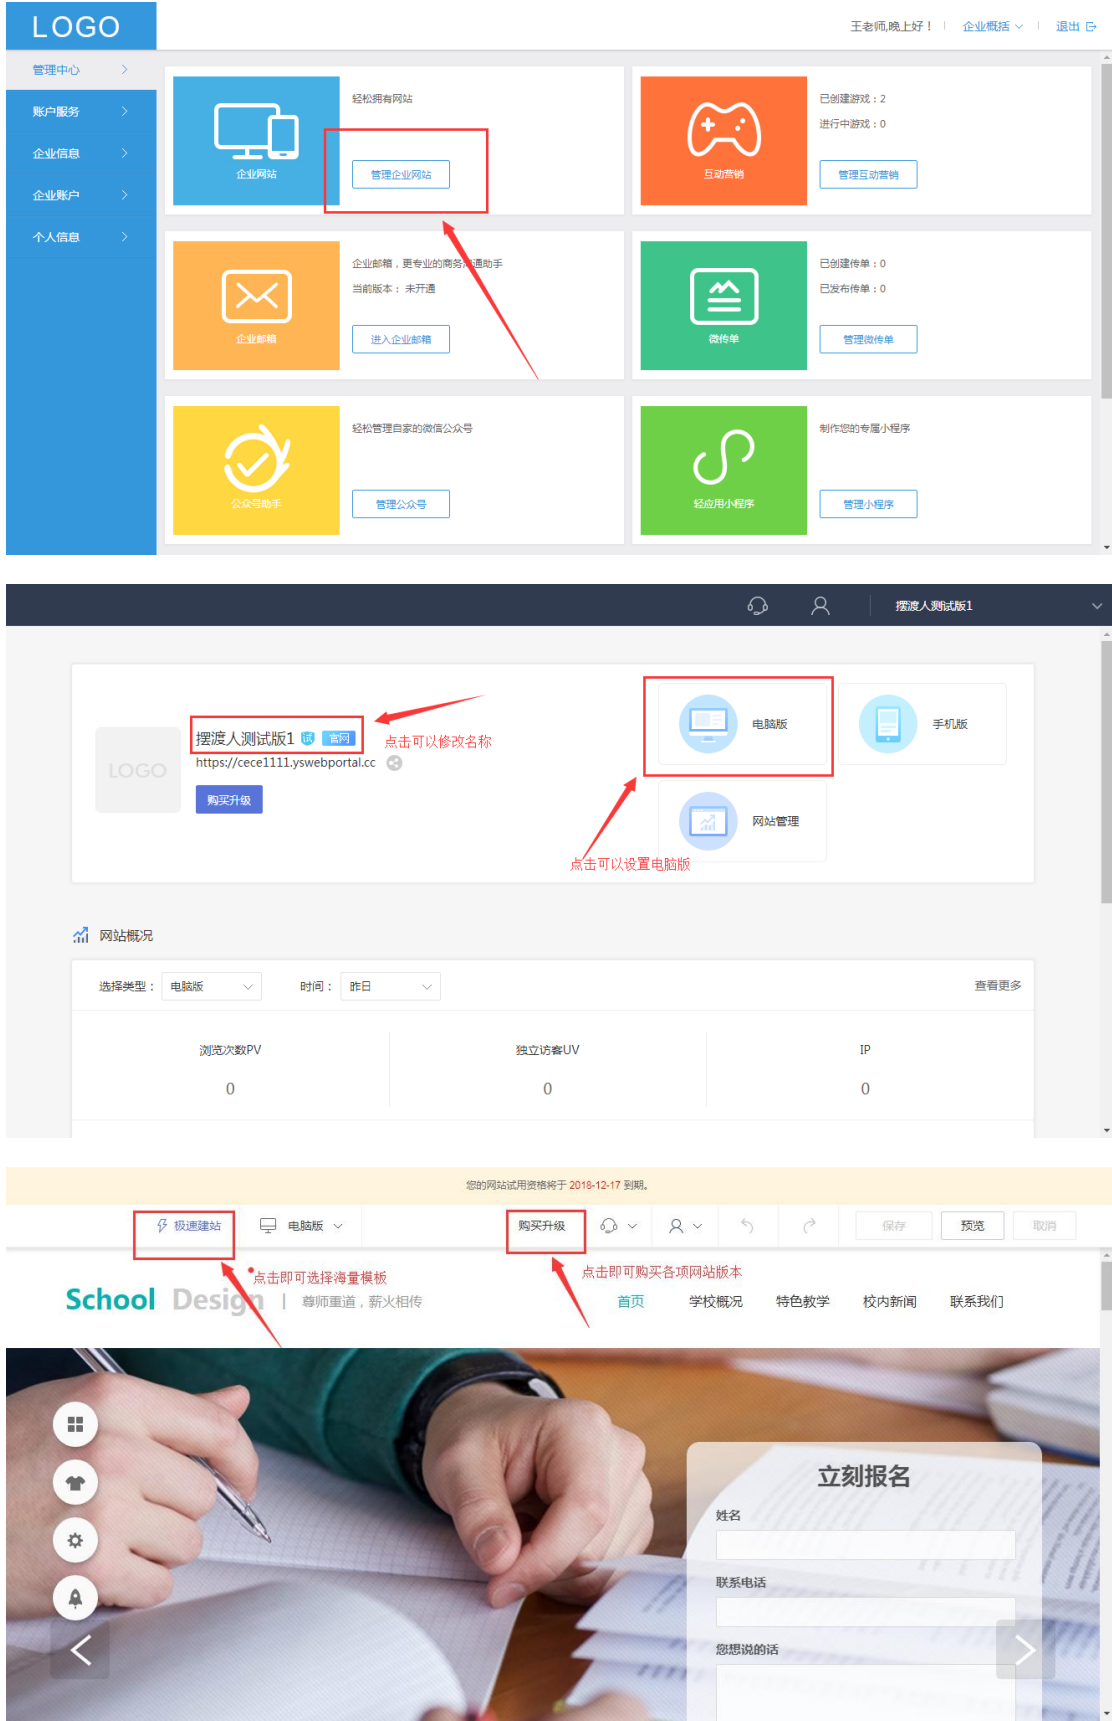 LOGO
王老师,晚上好！
企业概括
退出
管理中心
账户服务
企业信息
企业账户
个人信息
企业网站
轻松拥有网站
管理企业网站
互动营销
已创建游戏：2
进行中游戏：0
管理互动营销
企业邮箱
企业邮箱，更专业的商务沟通助手
当前版本： 未开通
进入企业邮箱
微传单
已创建传单：0
已发布传单：0
管理微传单
公众号助手
轻松管理自家的微信公众号
管理公众号
轻应用小程序
制作您的专属小程序
管理小程序
摆渡人测试版1
LOGO
摆渡人测试版1 试 官网
点击可以修改名称
https://cece1111.yswebportal.cc
购买升级
电脑版
手机版
网站管理
点击可以设置电脑版
网站概况
选择类型： 电脑版
时间： 昨日
查看更多
浏览次数PV
独立访客UV
IP
0
0
0
您的网站试用资格将于 2018-12-17 到期。
极速建站
电脑版
购买升级
保存
预览
取消
点击即可选择海量模板
点击即可购买各项网站版本
School Design | 尊师重道，薪火相传
首页
学校概况
特色教学
校内新闻
联系我们
立刻报名
姓名
联系电话
您想说的话